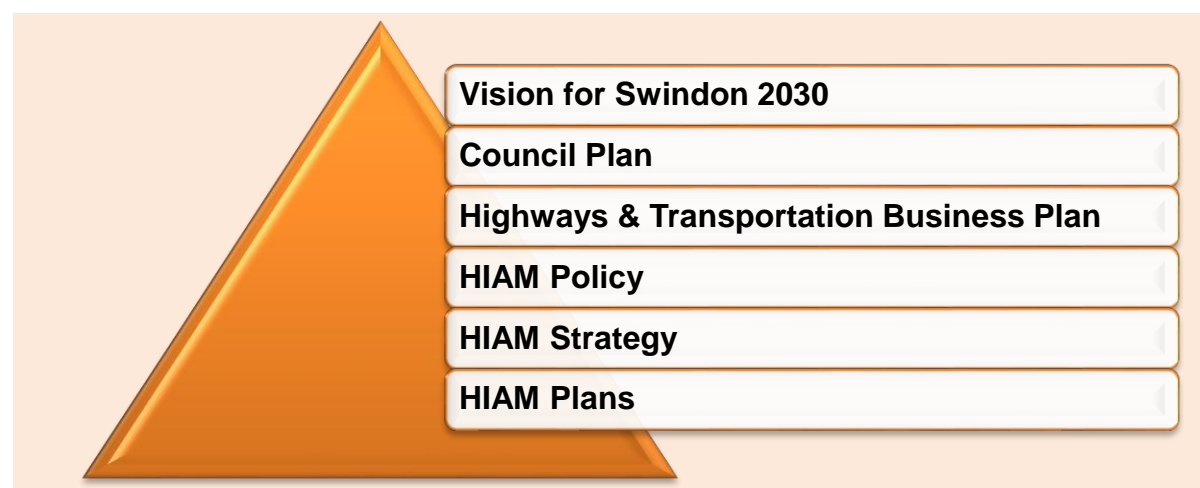 Vision for Swindon 2030
Council Plan
Highways & Transportation Business Plan
HIAM Policy
HIAM Strategy
HIAM Plans